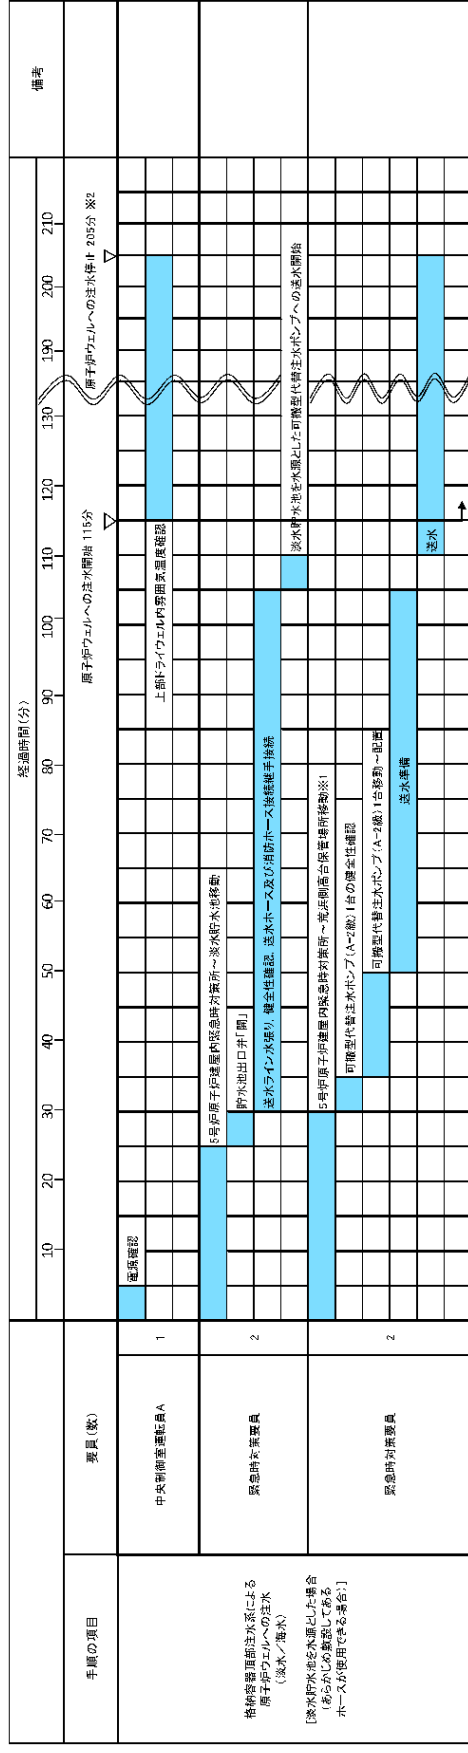 手順の項目
要員(数)
経過時間(分)
備考
10
20
30
40
50
60
70
80
90
100
110
120
130
190
200
210
原子炉ウェルへの注水開始 115分
原子炉ウェルへの注水停止 205分 ※2
格納容器頂部注水系による
原子炉ウェルへの注水
(淡水/海水)
[淡水貯水池を水源とした場合
(あらかじめ敷設してある
ホースが使用できる場合)]
中央制御室運転員A
1
電源確認
上部ドライウェル内雰囲気温度確認
緊急時対策要員
2
5号炉原子炉建屋内緊急時対策所~淡水貯水池移動
貯水池出口弁「開」
送水ライン水張り, 健全性確認, 送水ホース及び消防ホース接続継手接続
淡水貯水池を水源とした可搬型代替注水ポンプへの送水開始
緊急時対策要員
2
5号炉原子炉建屋内緊急時対策所~荒浜側高台保管場所移動※1
可搬型代替注水ポンプ(A-2級)1台の健全性確認
可搬型代替注水ポンプ(A-2級)1台移動~配置
送水準備
送水